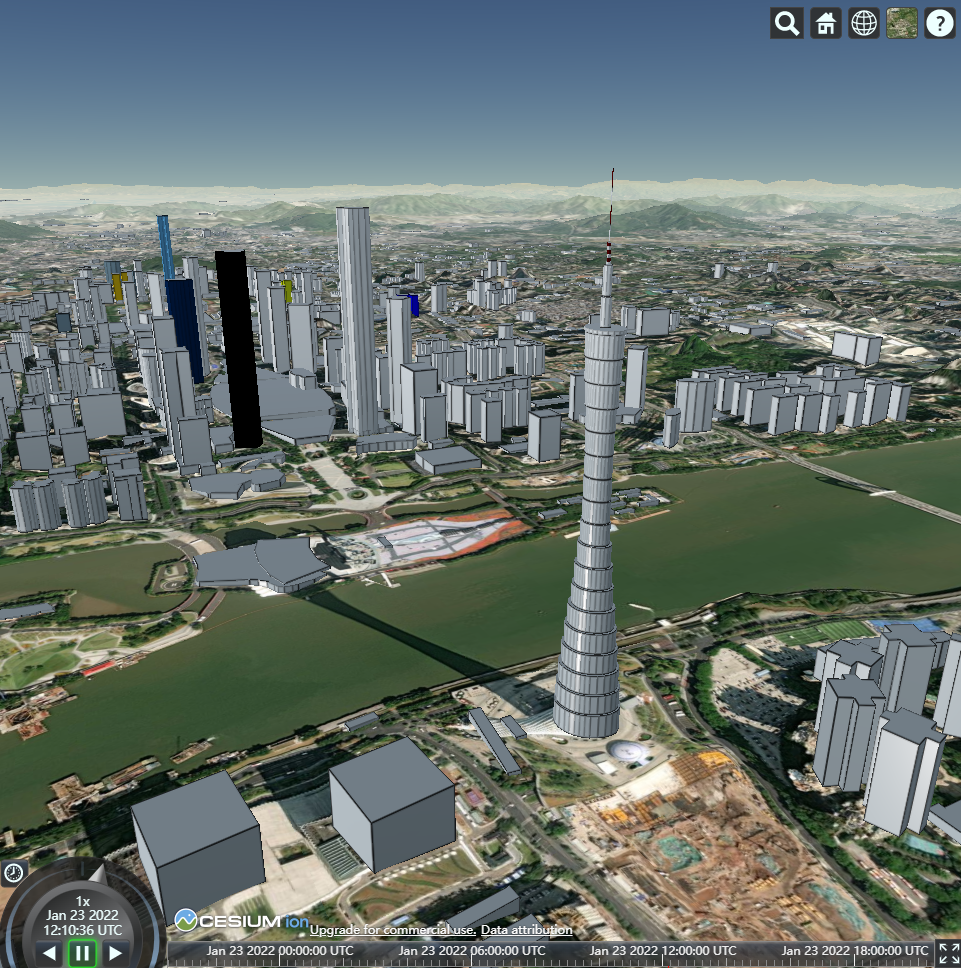 ?
1x
Jan 23 2022
12:10:36 UTC
CESIUM ion
Upgrade for commercial use. Data attribution
Jan 23 2022 00:00:00 UTC
Jan 23 2022 06:00:00 UTC
Jan 23 2022 12:00:00 UTC
Jan 23 2022 18:00:00 UTC